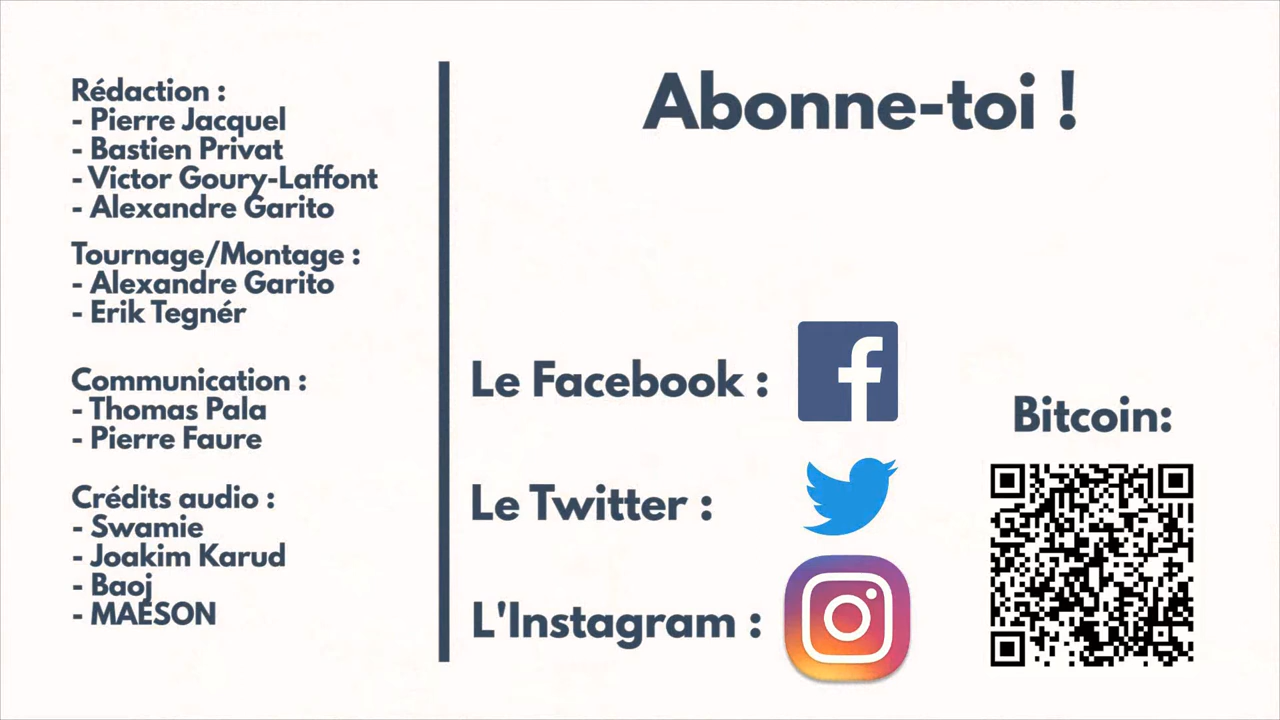 Rédaction :
- Pierre Jacquel
- Bastien Privat
- Victor Goury-Laffont
- Alexandre Garito
Tournage/Montage :
- Alexandre Garito
- Erik Tegnér
Communication :
- Thomas Pala
- Pierre Faure
Crédits audio :
- Swamie
- Joakim Karud
- Baoj
- MAESON
Abonne-toi !
Le Facebook :
Le Twitter :
L'Instagram :
Bitcoin: